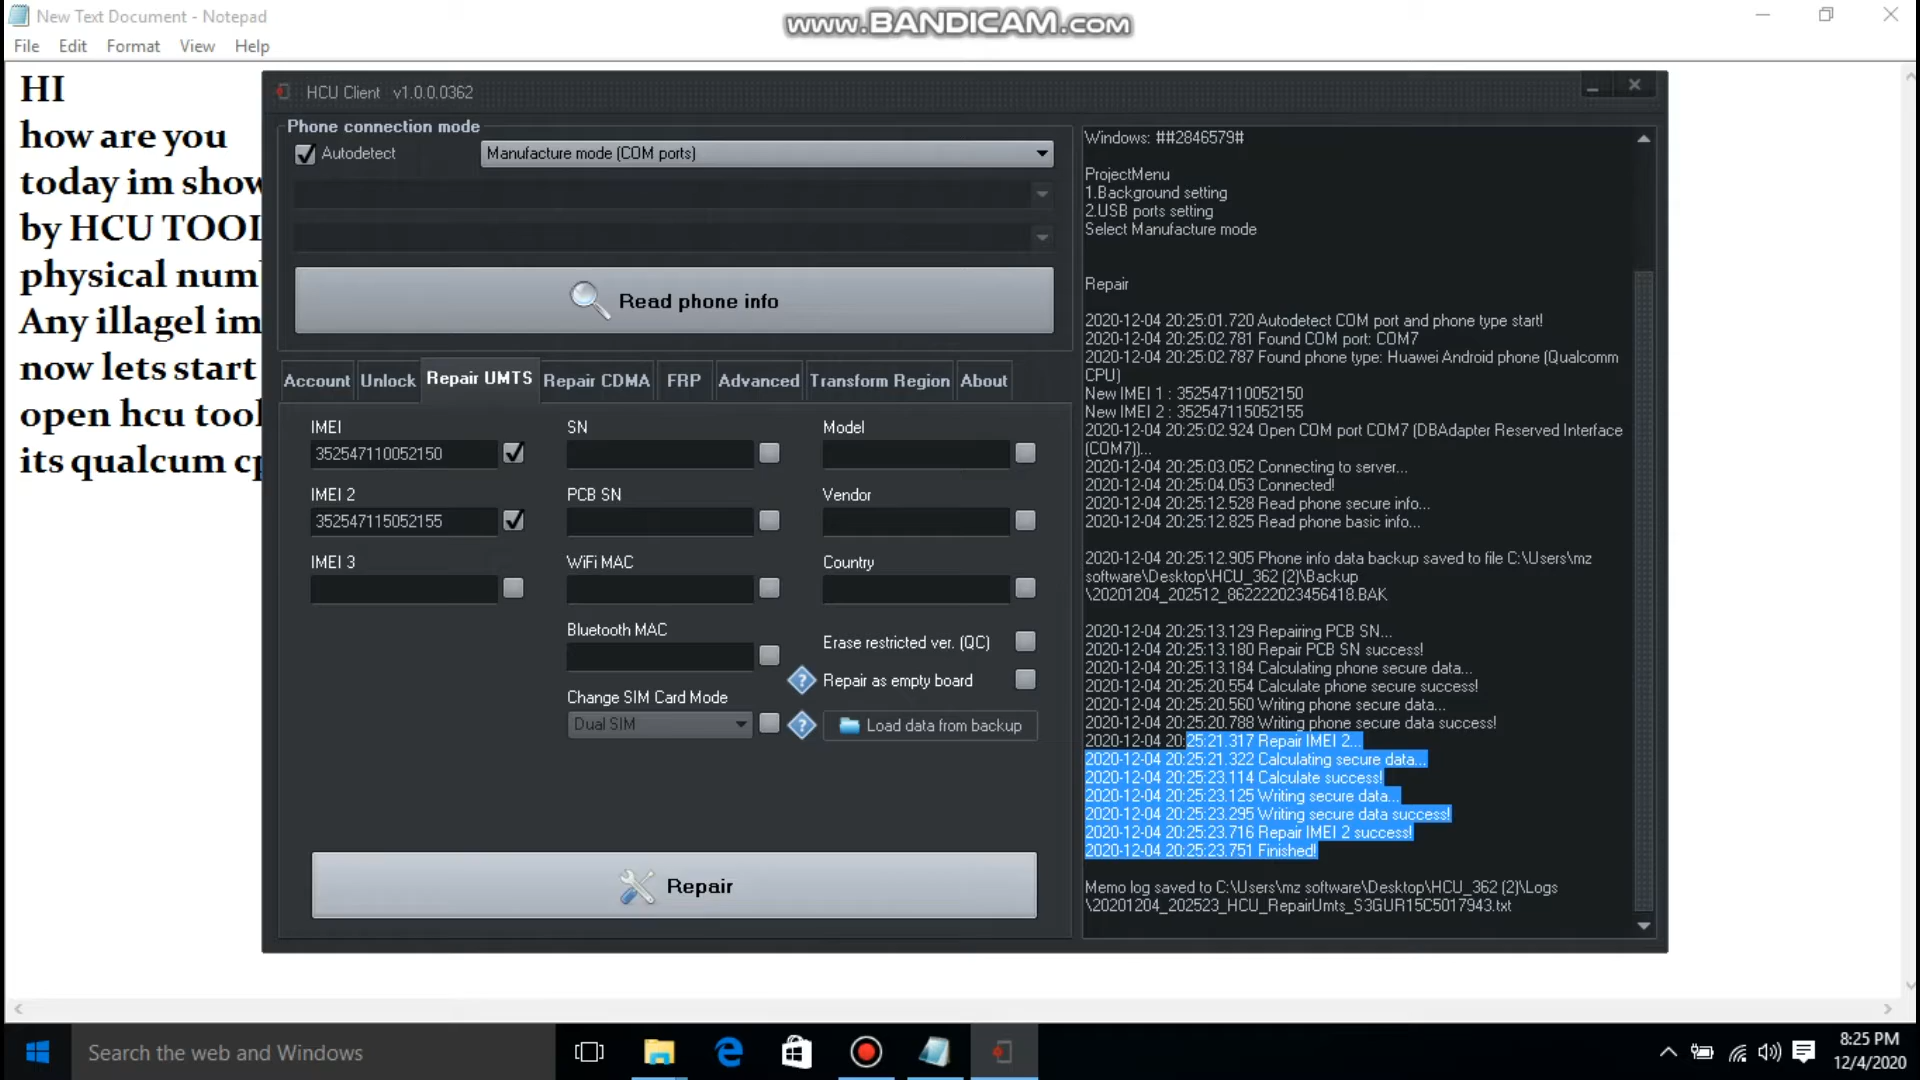 New Text Document - Notepad
www.BANDICAM.com
File Edit Format View Help
HI
how are you
today im show
by HCU TOOL
physical num
Any illagel im
now lets start
open hcu tool
its qualcum cp
HCU Client v1.0.0.0362
Phone connection mode
Autodetect
Manufacture mode (COM ports)
Read phone info
Account Unlock Repair UMTS Repair CDMA FRP Advanced Transform Region About
IMEI SN Model
352547110052150
IMEI 2 PCB SN Vendor
352547115052155
IMEI 3 WiFi MAC Country
Bluetooth MAC
Erase restricted ver. (QC)
Repair as empty board
Change SIM Card Mode
Dual SIM
Load data from backup
Repair
Windows: ##2846579#
ProjectMenu
1.Background setting
2.USB ports setting
Select Manufacture mode
Repair
2020-12-04 20:25:01.720 Autodetect COM port and phone type start!
2020-12-04 20:25:02.781 Found COM port: COM7
2020-12-04 20:25:02.787 Found phone type: Huawei Android phone (Qualcomm
CPU)
New IMEI 1 : 352547110052150
New IMEI 2 : 352547115052155
2020-12-04 20:25:02.924 Open COM port COM7 (DBAdapter Reserved Interface
(COM7))...
2020-12-04 20:25:03.052 Connecting to server...
2020-12-04 20:25:04.053 Connected!
2020-12-04 20:25:12.528 Read phone secure info...
2020-12-04 20:25:12.825 Read phone basic info...
2020-12-04 20:25:12.905 Phone info data backup saved to file C:\Users\mz
software\Desktop\HCU_362 (2)\Backup
\20201204_202512_862222023456418.BAK
2020-12-04 20:25:13.129 Repairing PCB SN...
2020-12-04 20:25:13.180 Repair PCB SN success!
2020-12-04 20:25:13.184 Calculating phone secure data...
2020-12-04 20:25:20.554 Calculate phone secure success!
2020-12-04 20:25:20.560 Writing phone secure data...
2020-12-04 20:25:20.788 Writing phone secure data success!
2020-12-04 20:25:21.317 Repair IMEI 2...
2020-12-04 20:25:21.322 Calculating secure data...
2020-12-04 20:25:23.114 Calculate success!
2020-12-04 20:25:23.125 Writing secure data...
2020-12-04 20:25:23.295 Writing secure data success!
2020-12-04 20:25:23.716 Repair IMEI 2 success!
2020-12-04 20:25:23.751 Finished!
Memo log saved to C:\Users\mz software\Desktop\HCU_362 (2)\Logs
\20201204_202523_HCU_RepairUmts_S3GUR15C5017943.txt
Search the web and Windows
8:25 PM
12/4/2020